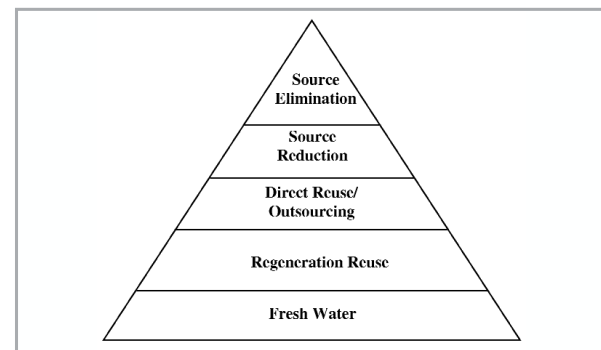 Source
Elimination
Source
Reduction
Direct Reuse/
Outsourcing
Regeneration Reuse
Fresh Water